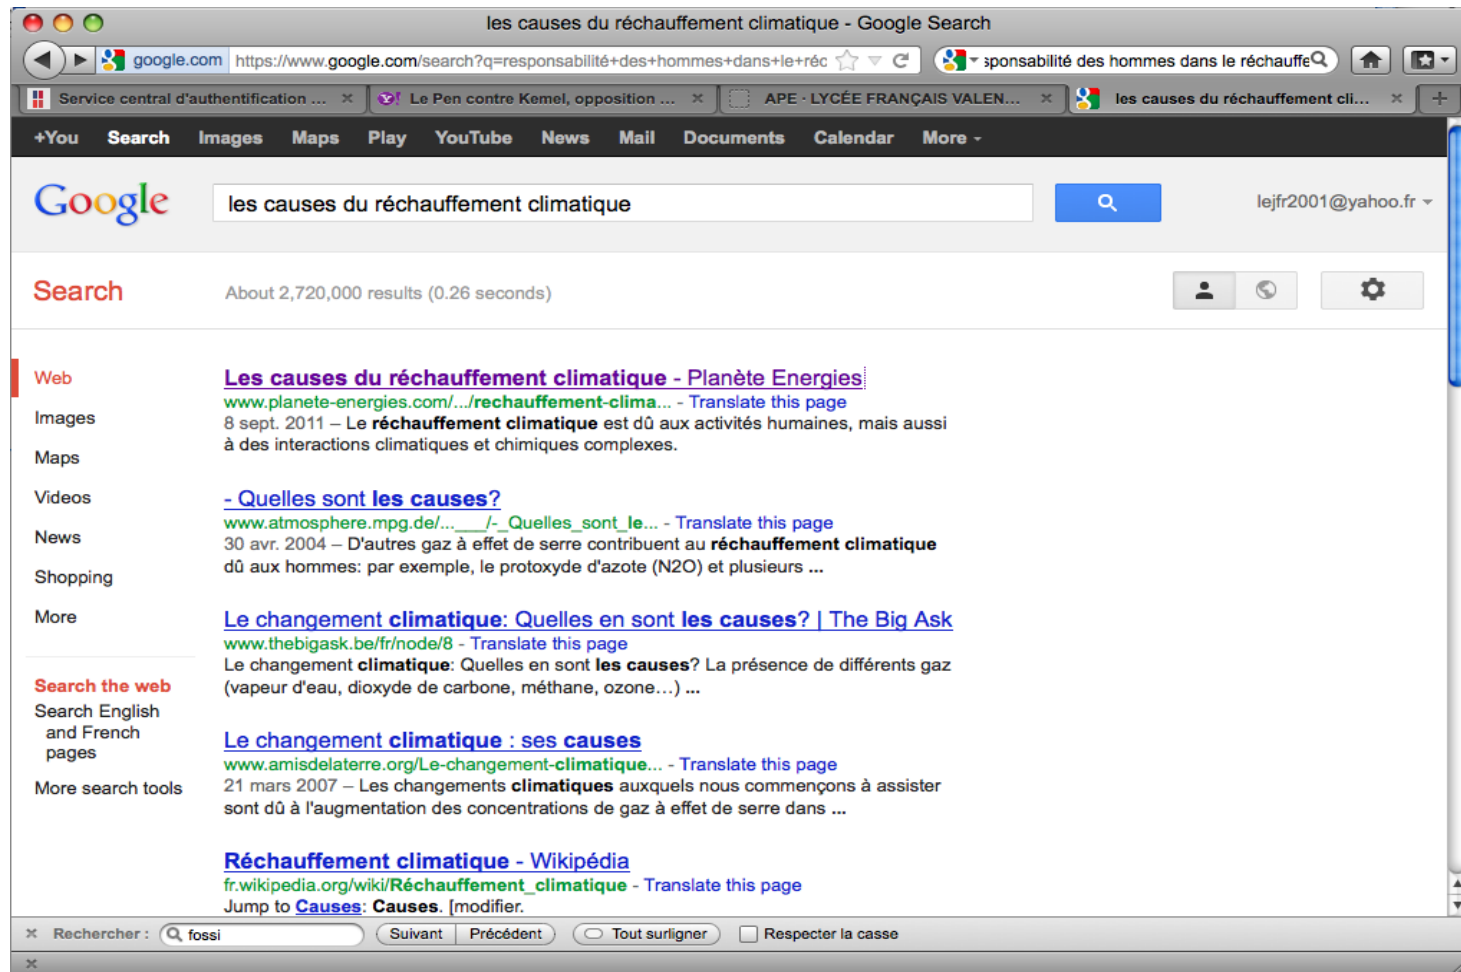 les causes du réchauffement climatique - Google Search
google.com https://www.google.com/search?q=responsabilité+des+hommes+dans+le+réc
sponsabilité des hommes dans le réchauffe
Service central d'authentification ...
Le Pen contre Kemel, opposition ...
APE - LYCÉE FRANÇAIS VALEN...
les causes du réchauffement cli...
+You Search Images Maps Play YouTube News Mail Documents Calendar More
Google
les causes du réchauffement climatique
lejfr2001@yahoo.fr
Search
About 2,720,000 results (0.26 seconds)
Web
Images
Maps
Videos
News
Shopping
More
Search the web
Search English
and French
pages
More search tools
Les causes du réchauffement climatique - Planète Energies
www.planete-energies.com/.../rechauffement-clima... - Translate this page
8 sept. 2011 – Le réchauffement climatique est dû aux activités humaines, mais aussi
à des interactions climatiques et chimiques complexes.
- Quelles sont les causes?
www.atmosphere.mpg.de/...___/-_Quelles_sont_le... - Translate this page
30 avr. 2004 – D'autres gaz à effet de serre contribuent au réchauffement climatique
dû aux hommes: par exemple, le protoxyde d'azote (N2O) et plusieurs ...
Le changement climatique: Quelles en sont les causes? | The Big Ask
www.thebigask.be/fr/node/8 - Translate this page
Le changement climatique: Quelles en sont les causes? La présence de différents gaz
(vapeur d'eau, dioxyde de carbone, méthane, ozone...) ...
Le changement climatique : ses causes
www.amisdelaterre.org/Le-changement-climatique... - Translate this page
21 mars 2007 – Les changements climatiques auxquels nous commençons à assister
sont dû à l'augmentation des concentrations de gaz à effet de serre dans ...
Réchauffement climatique - Wikipédia
fr.wikipedia.org/wiki/Réchauffement_climatique - Translate this page
Jump to Causes: Causes. [modifier.
Rechercher : fossi Suivant Précédent Tout surligner Respecter la casse